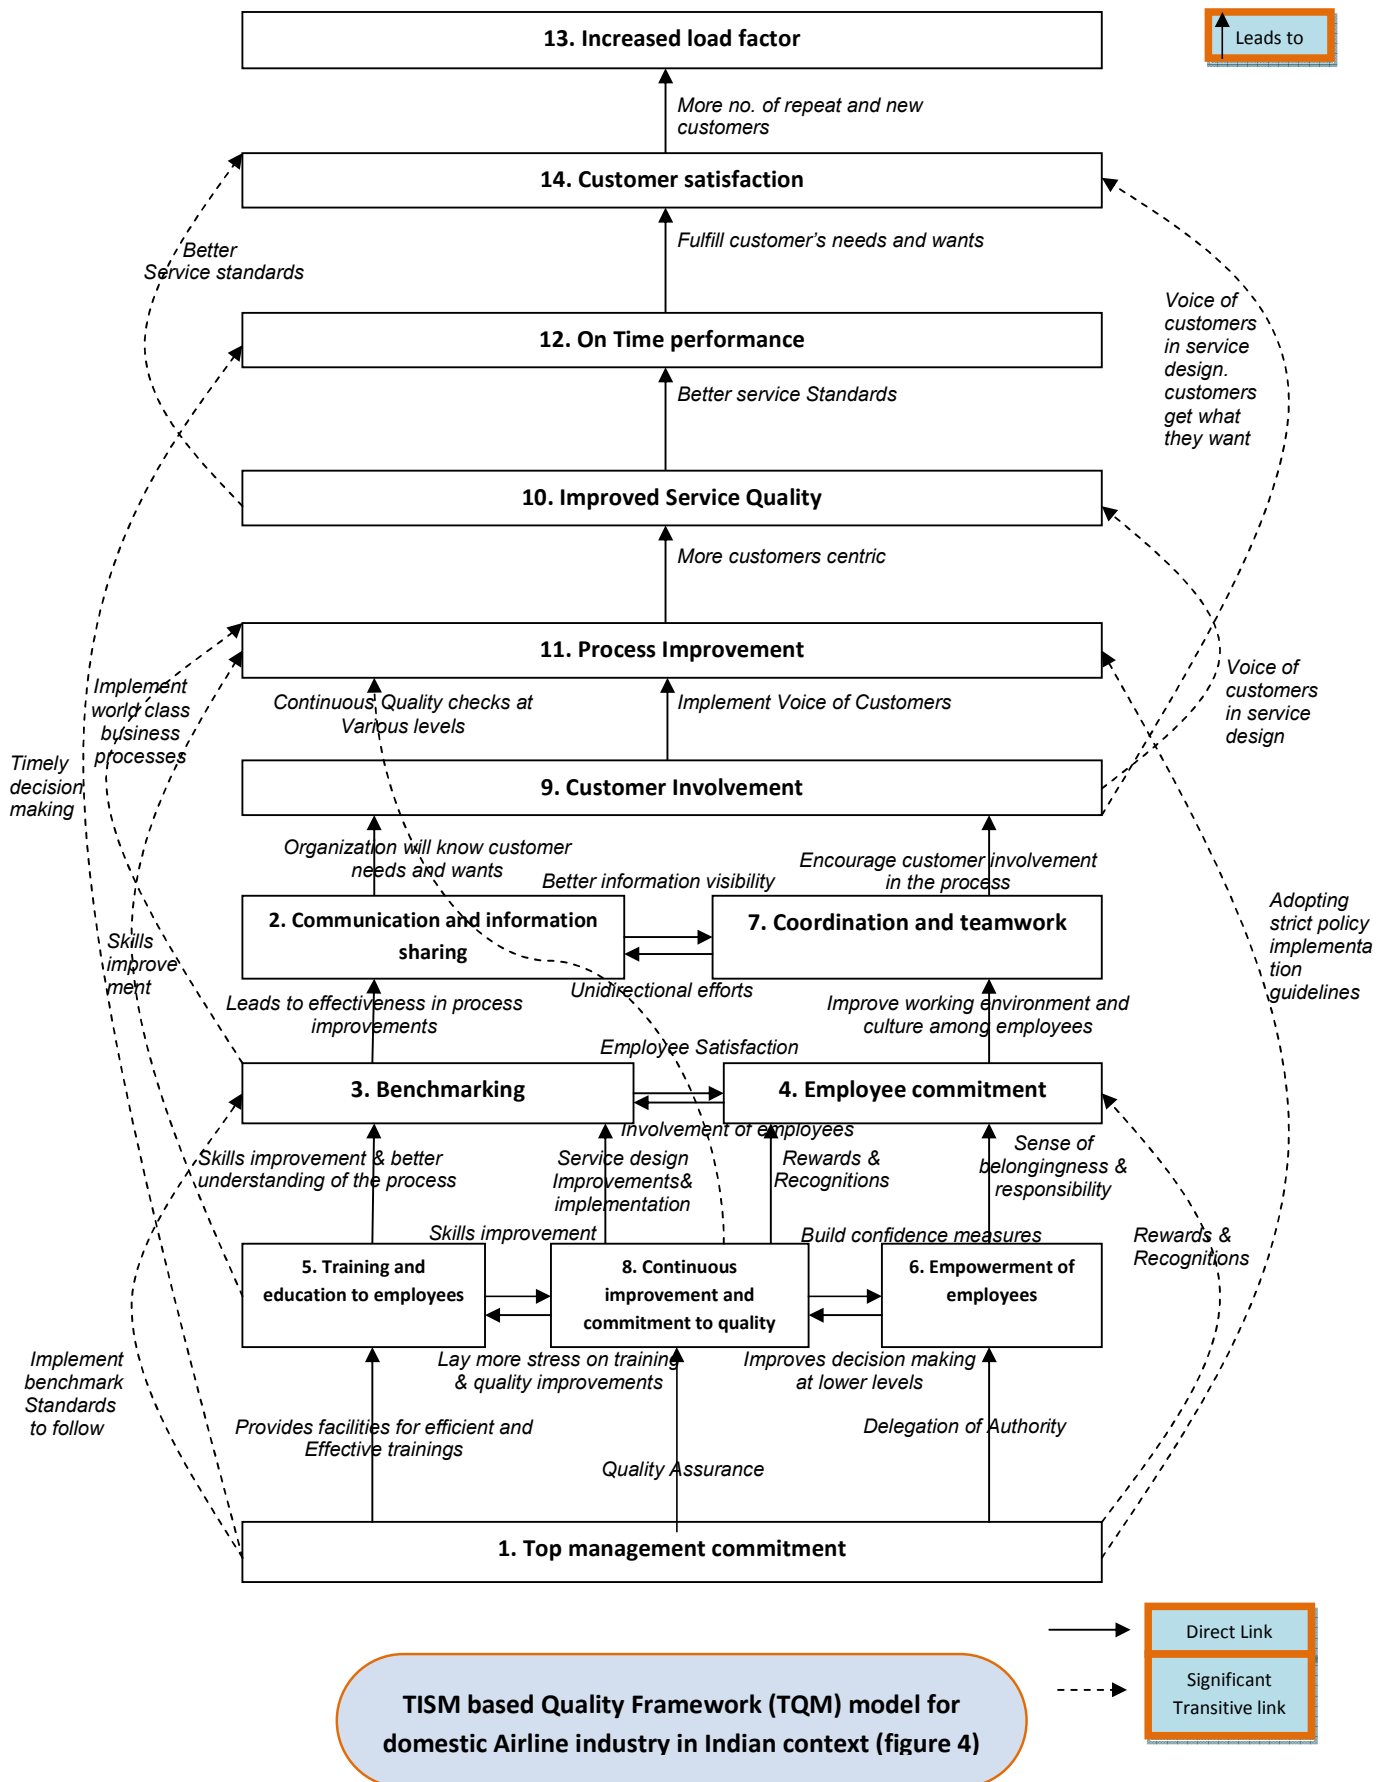 13. Increased load factor
Leads to
More no. of repeat and new
customers
14. Customer satisfaction
Better
Service standards
Fulfill customer's needs and wants
Voice of
customers
in service
design.
customers
get what
they want
12. On Time performance
Better service Standards
10. Improved Service Quality
More customers centric
11. Process Improvement
Implement
world class
business
processes
Continuous Quality checks at
Various levels
Implement Voice of Customers
Voice of
customers
in service
design
Timely
decision
making
9. Customer Involvement
Organization will know customer
needs and wants
Encourage customer involvement
in the process
Better information visibility
2. Communication and information
sharing
7. Coordination and teamwork
Adopting
strict policy
implementa
tion
guidelines
Skills
improve
ment
Unidirectional efforts
Leads to effectiveness in process
improvements
Improve working environment and
culture among employees
Employee Satisfaction
3. Benchmarking
4. Employee commitment
Involvement of employees
Skills improvement & better
understanding of the process
Service design
Improvements&
implementation
Rewards &
Recognitions
Sense of
belongingness &
responsibility
Skills improvement
Build confidence measures
Rewards &
Recognitions
5. Training and
education to employees
8. Continuous
improvement and
commitment to quality
6. Empowerment of
employees
Implement
benchmark
Standards
to follow
Lay more stress on training
& quality improvements
Improves decision making
at lower levels
Provides facilities for efficient and
Effective trainings
Delegation of Authority
Quality Assurance
1. Top management commitment
Direct Link
Significant
Transitive link
TISM based Quality Framework (TQM) model for
domestic Airline industry in Indian context (figure 4)